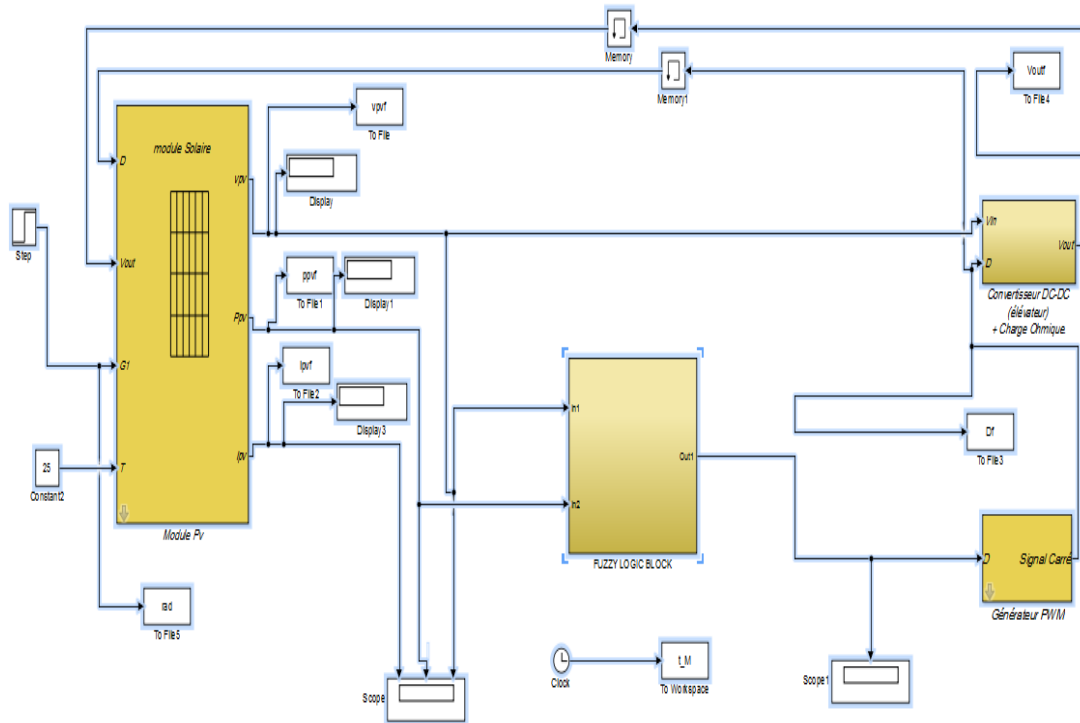 Memory
Memory1
Voutf
To File4
vpvf
To File
module Solaire
D
vpv
Display
Step
Vin
Vout
D
Vout
Convertisseur DC-DC
(élévateur)
+ Charge Ohmique
ppvf
To File1
Display1
Ppv
G1
Ipvf
To File2
Display3
In1
Df
To File3
Ipv
Out1
25
Constant2
T
In2
Module Pv
FUZZY LOGIC BLOCK
D
Signal Carré
Générateur PWM
rad
To File5
Clock
t_M
To Workspace
Scope
Scope1